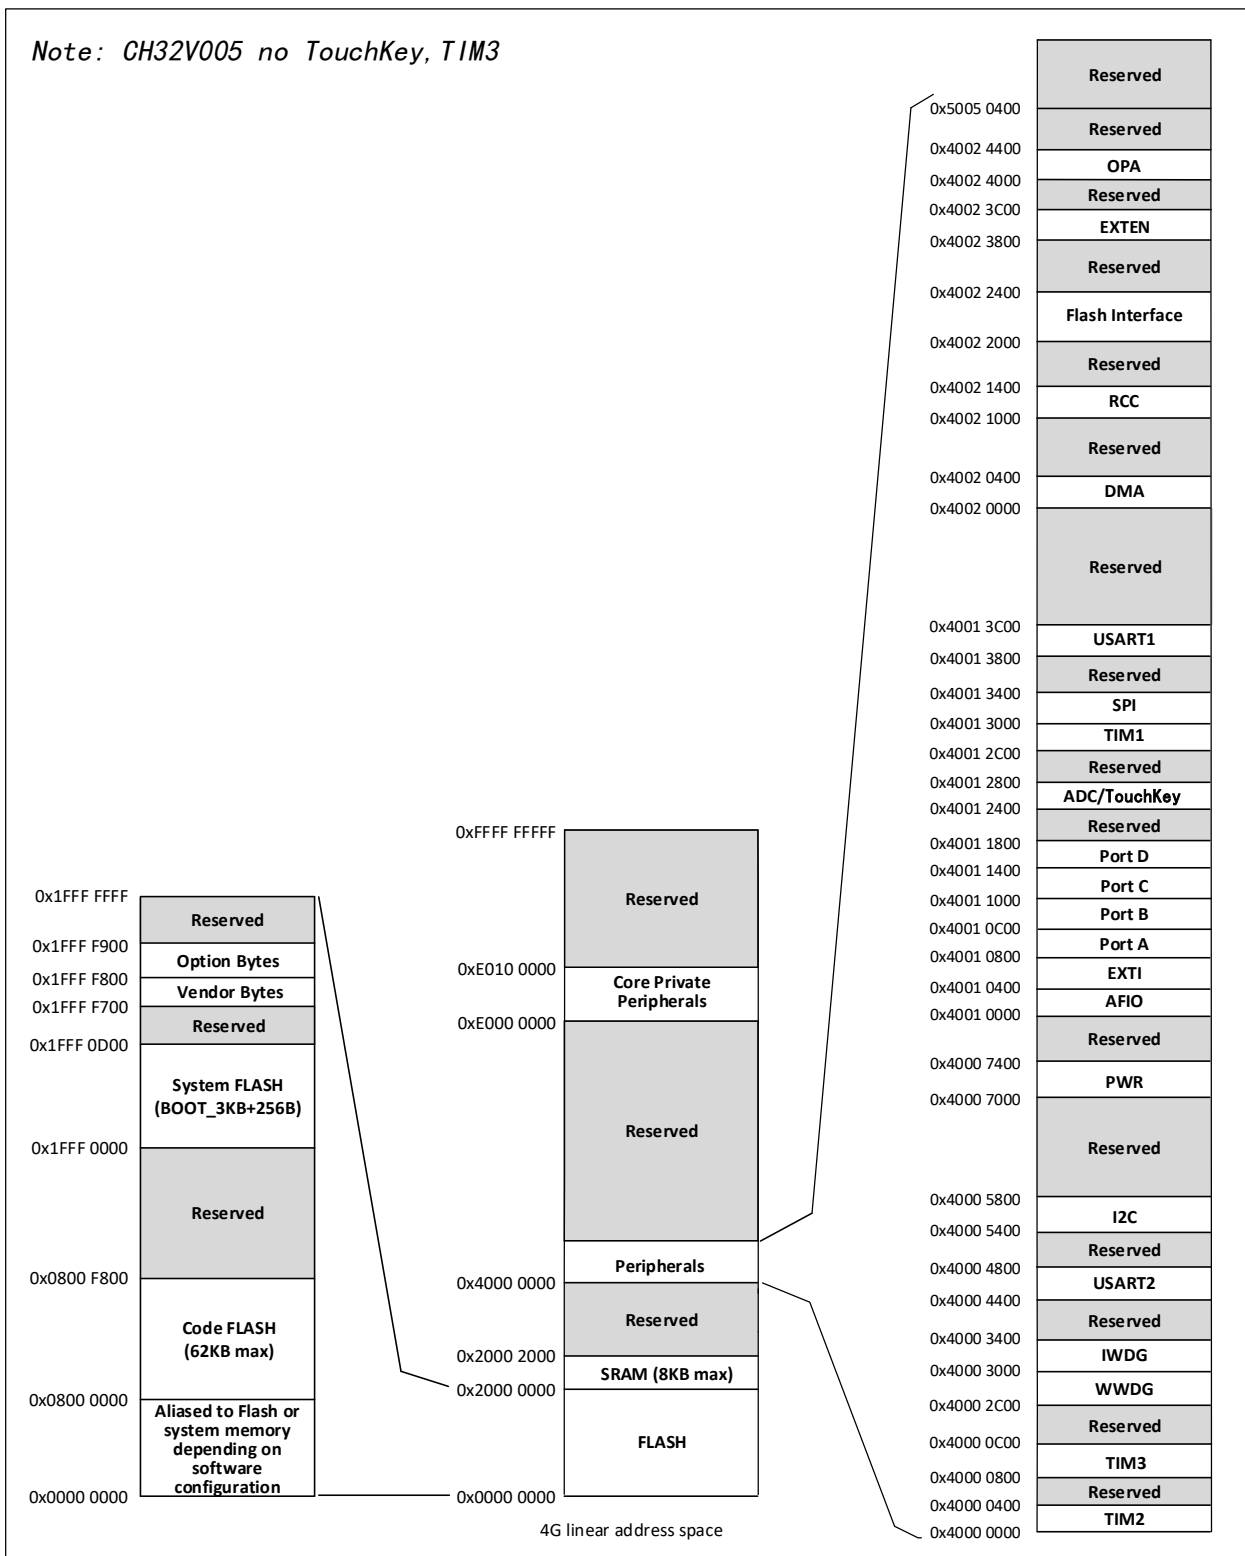 Note: CH32V005 no TouchKey, TIM3
0x1FFF FFFF
Reserved
0x1FFF F900
Option Bytes
0x1FFF F800
Vendor Bytes
0x1FFF F700
Reserved
0x1FFF 0D00
System FLASH
(BOOT_3KB+256B)
0x1FFF 0000
Reserved
0x0800 F800
Code FLASH
(62KB max)
0x0800 0000
Aliased to Flash or
system memory
depending on
software
configuration
0x0000 0000
0xFFFF FFFFF
Reserved
0xE010 0000
Core Private
Peripherals
0xE000 0000
Reserved
Peripherals
0x4000 0000
Reserved
0x2000 2000
SRAM (8KB max)
0x2000 0000
FLASH
0x0000 0000
4G linear address space
Reserved
0x5005 0400
Reserved
0x4002 4400
OPA
0x4002 4000
Reserved
0x4002 3C00
EXTEN
0x4002 3800
Reserved
0x4002 2400
Flash Interface
0x4002 2000
Reserved
0x4002 1400
RCC
0x4002 1000
Reserved
0x4002 0400
DMA
0x4002 0000
Reserved
0x4001 3C00
USART1
0x4001 3800
Reserved
0x4001 3400
SPI
0x4001 3000
TIM1
0x4001 2C00
Reserved
0x4001 2800
ADC/TouchKey
0x4001 2400
Reserved
0x4001 1800
Port D
0x4001 1400
Port C
0x4001 1000
Port B
0x4001 0C00
Port A
0x4001 0800
EXTI
0x4001 0400
AFIO
0x4001 0000
Reserved
0x4000 7400
PWR
0x4000 7000
Reserved
0x4000 5800
I2C
0x4000 5400
Reserved
0x4000 4800
USART2
0x4000 4400
Reserved
0x4000 3400
IWDG
0x4000 3000
WWDG
0x4000 2C00
Reserved
0x4000 0C00
TIM3
0x4000 0800
Reserved
0x4000 0400
TIM2
0x4000 0000